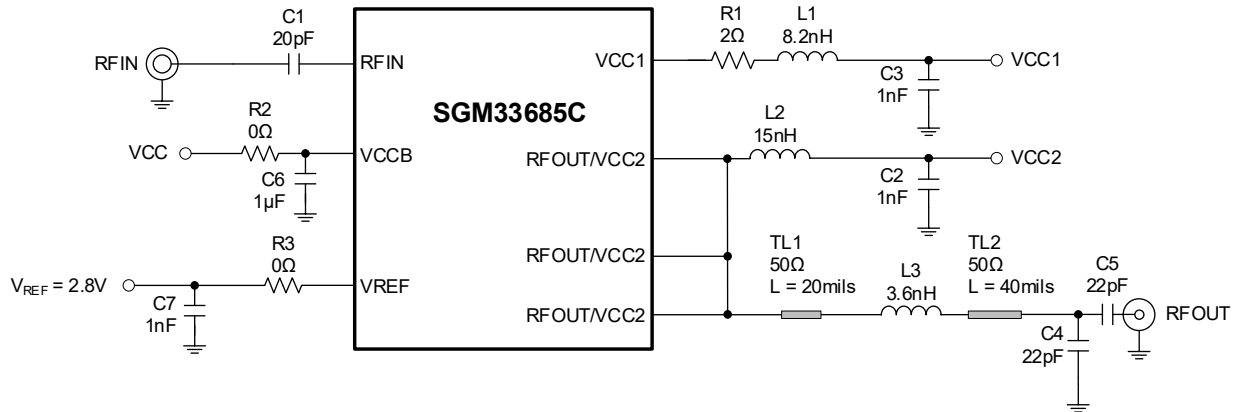 C1
20pF
RFIN
RFIN
R1
2Ω
L1
8.2nH
VCC1
C3
1nF
VCC1
SGM33685C
R2
0Ω
VCC
VCCB
C6
1µF
L2
15nH
RFOUT/VCC2
VCC2
C2
1nF
RFOUT/VCC2
R3
0Ω
VREF = 2.8V
C7
1nF
VREF
RFOUT/VCC2
TL1
50Ω
L = 20mils
L3
3.6nH
TL2
50Ω
L = 40mils
C5
22pF
RFOUT
C4
22pF